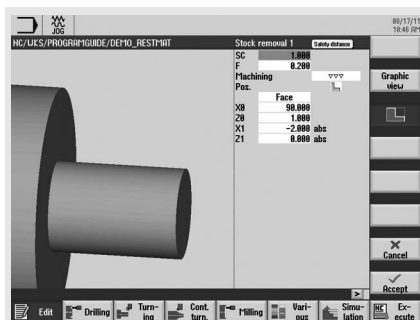 JOG
08/17/11
10:46 AM
NC/WKS/PROGRAMGUIDE/DEMO_RESTMAT
Stock removal 1 Safety distance
SC 1.000
F 0.200
Machining ▽▽▽
Pos.
Face
X0 90.000
Z0 1.000
X1 -2.000 abs
Z1 0.000 abs
Graphic
view
Cancel
Accept
Edit
Drilling
Turn-
ing
Cont.
turn.
Milling
Vari-
ous
Simu-
lation
NC
Ex-
ecute